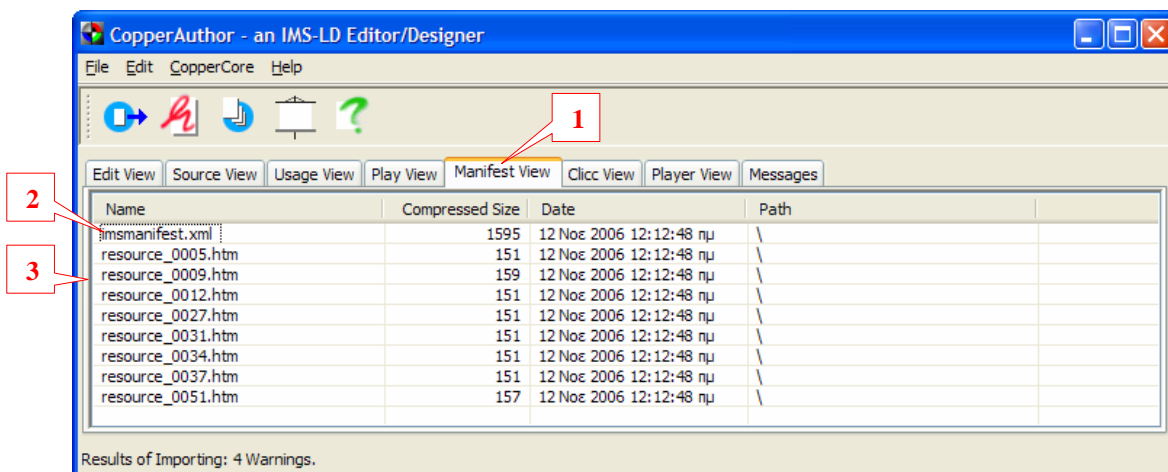 CopperAuthor - an IMS-LD Editor/Designer
File Edit CopperCore Help
1
Edit View Source View Usage View Play View Manifest View Clicc View Player View Messages
2
Name Compressed Size Date Path
imsmanifest.xml 1595 12 Νοε 2006 12:12:48 πμ \
resource_0005.htm 151 12 Νοε 2006 12:12:48 πμ \
3
resource_0009.htm 159 12 Νοε 2006 12:12:48 πμ \
resource_0012.htm 151 12 Νοε 2006 12:12:48 πμ \
resource_0027.htm 151 12 Νοε 2006 12:12:48 πμ \
resource_0031.htm 151 12 Νοε 2006 12:12:48 πμ \
resource_0034.htm 151 12 Νοε 2006 12:12:48 πμ \
resource_0037.htm 151 12 Νοε 2006 12:12:48 πμ \
resource_0051.htm 157 12 Νοε 2006 12:12:48 πμ \
Results of Importing: 4 Warnings.